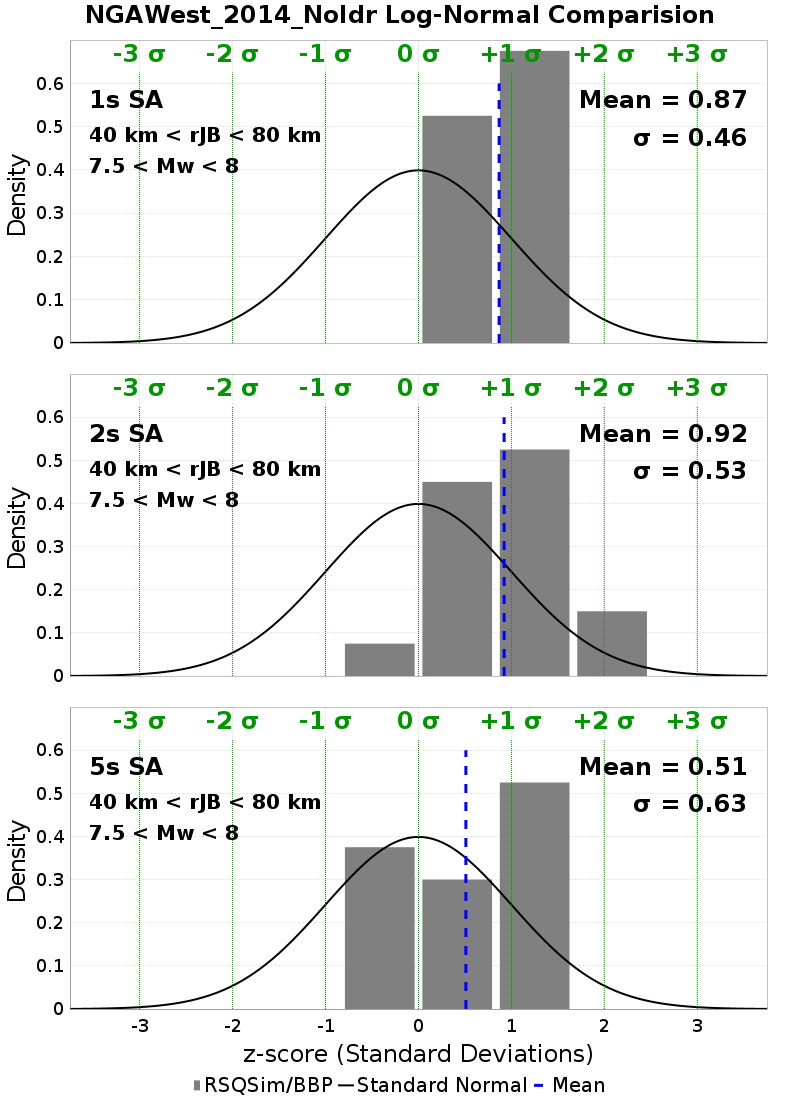 NGAWest_2014_NoIdr Log-Normal Comparision
-3 σ -2 σ -1 σ 0 σ +1 σ +2 σ +3 σ
1s SA
Mean = 0.87
40 km < rJB < 80 km
σ = 0.46
7.5 < Mw < 8
0.6
0.5
0.4
0.3
0.2
0.1
0
Density
-3 σ -2 σ -1 σ 0 σ +1 σ +2 σ +3 σ
2s SA
Mean = 0.92
40 km < rJB < 80 km
σ = 0.53
7.5 < Mw < 8
0.6
0.5
0.4
0.3
0.2
0.1
0
Density
-3 σ -2 σ -1 σ 0 σ +1 σ +2 σ +3 σ
5s SA
Mean = 0.51
40 km < rJB < 80 km
σ = 0.63
7.5 < Mw < 8
0.6
0.5
0.4
0.3
0.2
0.1
0
Density
-3 -2 -1 0 1 2 3
z-score (Standard Deviations)
RSQSim/BBP Standard Normal Mean